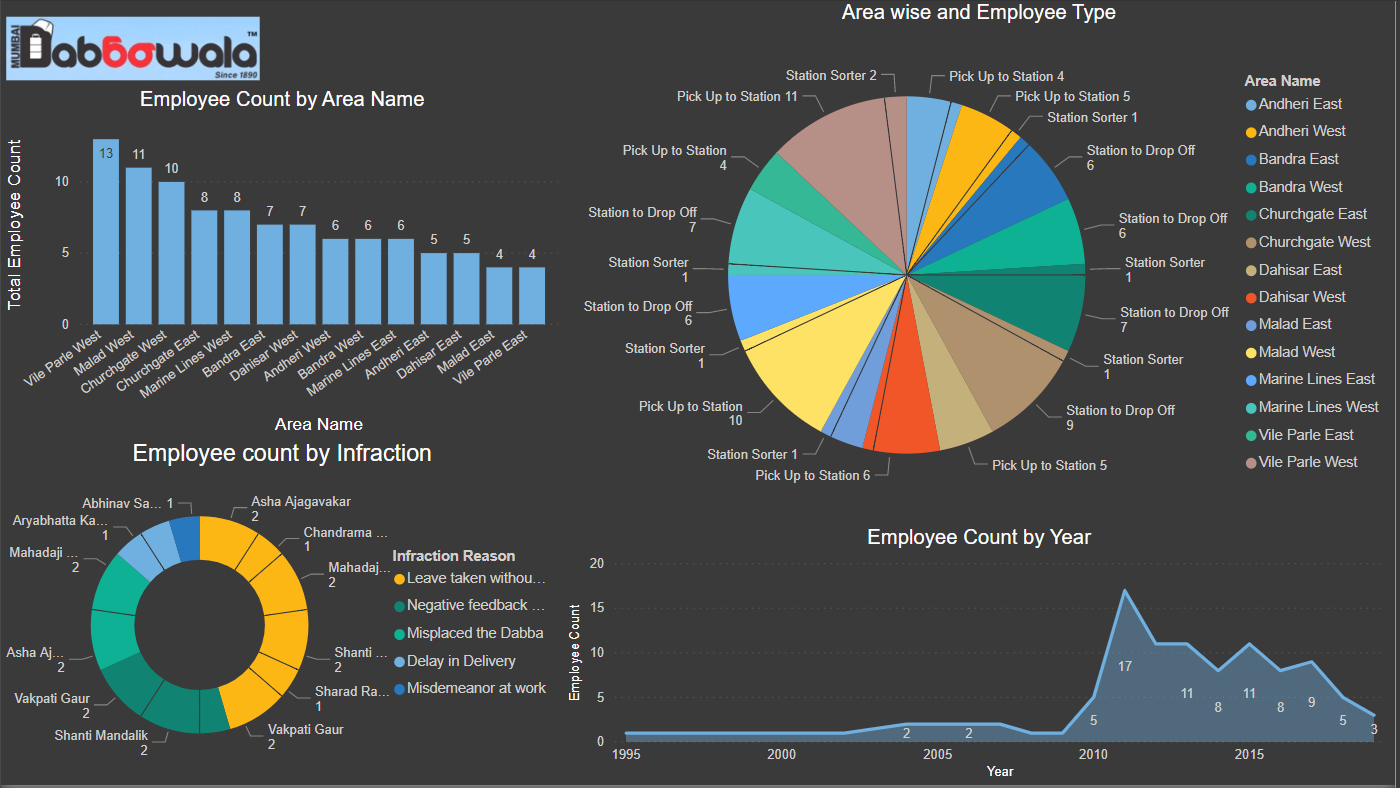 MUMBAI
Dabbawala
TM
Since 1890
Employee Count by Area Name
Total Employee Count
10
5
0
13
11
10
8
8
7
7
6
6
6
5
5
4
4
Vile Parle West
Malad West
Churchgate West
Churchgate East
Marine Lines West
Bandra East
Dahisar West
Andheri West
Bandra West
Marine Lines East
Andheri East
Dahisar East
Malad East
Vile Parle East
Area Name
Employee count by Infraction
Abhinav Sa... 1
Aryabhatta Ka...
1
Mahadaji ...
2
Asha Aj...
2
Vakpati Gaur
2
Shanti Mandalik
2
Asha Ajagavakar
2
Chandrama ...
1
Mahadaj...
2
Shanti ...
2
Sharad Ra...
1
Vakpati Gaur
2
Infraction Reason
Leave taken withou...
Negative feedback ...
Misplaced the Dabba
Delay in Delivery
Misdemeanor at work
Area wise and Employee Type
Station Sorter 2
Pick Up to Station 11
Pick Up to Station
4
Station to Drop Off
7
Station Sorter
1
Station to Drop Off
6
Station Sorter
1
Pick Up to Station
10
Station Sorter 1
Pick Up to Station 6
Pick Up to Station 4
Pick Up to Station 5
Station Sorter 1
Station to Drop Off
6
Station to Drop Off
6
Station Sorter
1
Station to Drop Off
7
Station Sorter
1
Station to Drop Off
9
Pick Up to Station 5
Area Name
Andheri East
Andheri West
Bandra East
Bandra West
Churchgate East
Churchgate West
Dahisar East
Dahisar West
Malad East
Malad West
Marine Lines East
Marine Lines West
Vile Parle East
Vile Parle West
Employee Count by Year
Employee Count
20
15
10
5
0
2
2
5
17
11
8
11
8
9
5
3
1995
2000
2005
2010
2015
Year